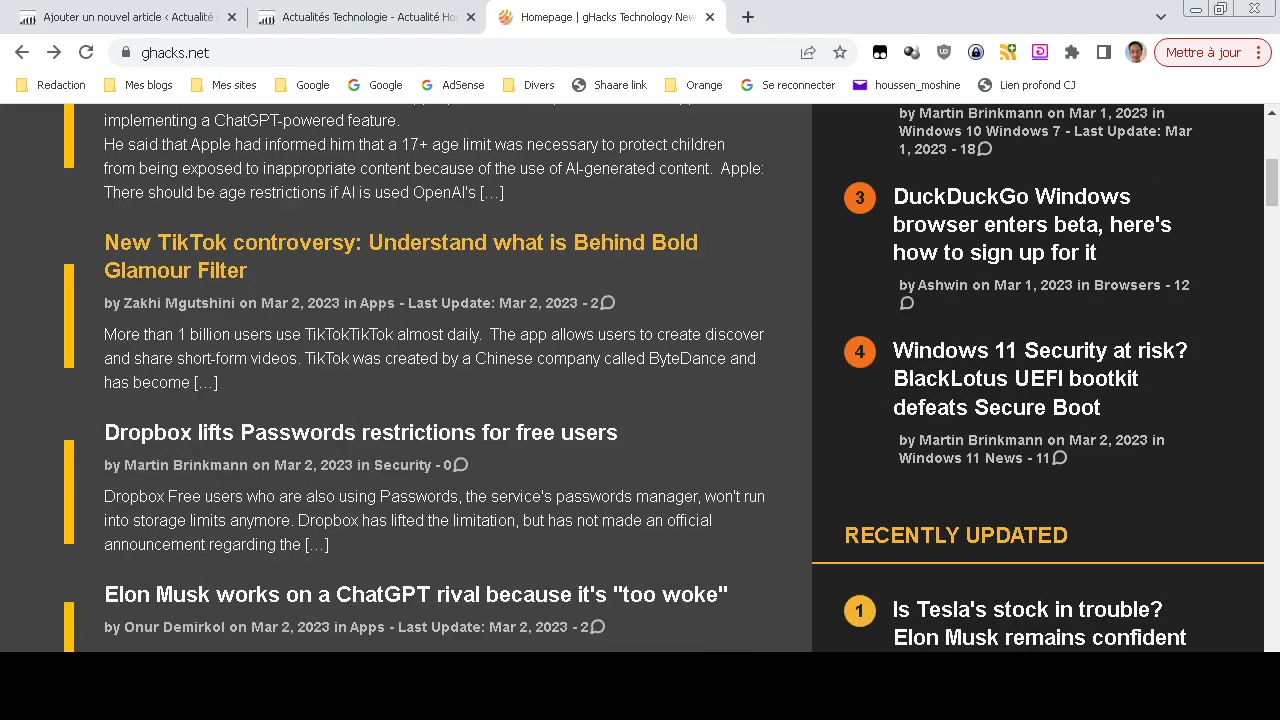 Ajouter un nouvel article ‹ Actualité
Actualités Technologie - Actualité Ho
Homepage | gHacks Technology New
ghacks.net
Mettre à jour
Redaction
Mes blogs
Mes sites
Google
Google
AdSense
Divers
Shaare link
Orange
Se reconnecter
houssen_moshine
Lien profond CJ
implementing a ChatGPT-powered feature.
He said that Apple had informed him that a 17+ age limit was necessary to protect children
from being exposed to inappropriate content because of the use of AI-generated content. Apple:
There should be age restrictions if AI is used OpenAI's […]
New TikTok controversy: Understand what is Behind Bold
Glamour Filter
by Zakhi Mgutshini on Mar 2, 2023 in Apps - Last Update: Mar 2, 2023 - 2
More than 1 billion users use TikTokTikTok almost daily. The app allows users to create discover
and share short-form videos. TikTok was created by a Chinese company called ByteDance and
has become […]
Dropbox lifts Passwords restrictions for free users
by Martin Brinkmann on Mar 2, 2023 in Security - 0
Dropbox Free users who are also using Passwords, the service's passwords manager, won't run
into storage limits anymore. Dropbox has lifted the limitation, but has not made an official
announcement regarding the […]
Elon Musk works on a ChatGPT rival because it's "too woke"
by Onur Demirkol on Mar 2, 2023 in Apps - Last Update: Mar 2, 2023 - 2
by Martin Brinkmann on Mar 1, 2023 in
Windows 10 Windows 7 - Last Update: Mar
1, 2023 - 18
3
DuckDuckGo Windows
browser enters beta, here's
how to sign up for it
by Ashwin on Mar 1, 2023 in Browsers - 12
4
Windows 11 Security at risk?
BlackLotus UEFI bootkit
defeats Secure Boot
by Martin Brinkmann on Mar 2, 2023 in
Windows 11 News - 11
RECENTLY UPDATED
1
Is Tesla's stock in trouble?
Elon Musk remains confident